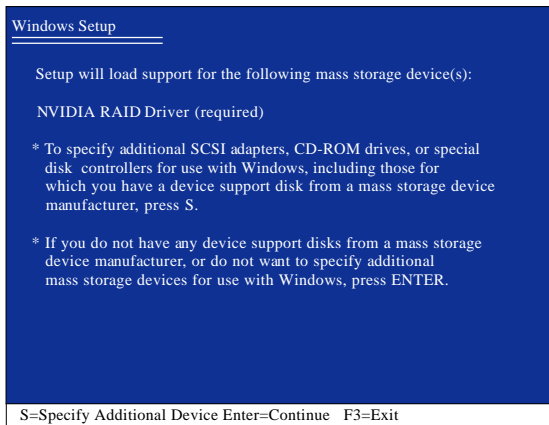 Windows Setup
Setup will load support for the following mass storage device(s):
NVIDIA RAID Driver (required)
* To specify additional SCSI adapters, CD-ROM drives, or special
disk controllers for use with Windows, including those for
which you have a device support disk from a mass storage device
manufacturer, press S.
* If you do not have any device support disks from a mass storage
device manufacturer, or do not want to specify additional
mass storage devices for use with Windows, press ENTER.
S=Specify Additional Device Enter=Continue F3=Exit